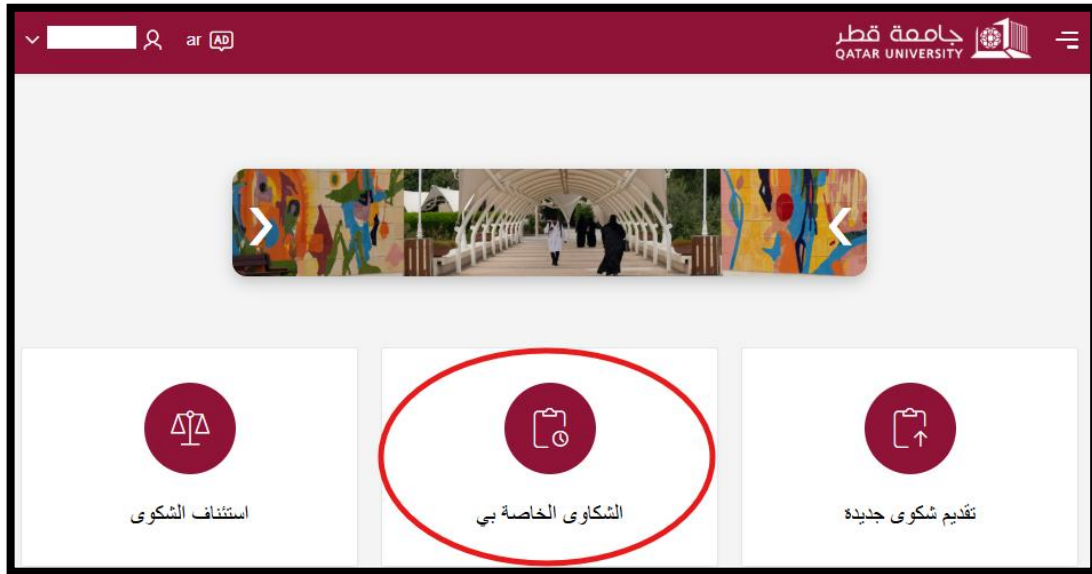 جامعة قطر
QATAR UNIVERSITY
ar
تقديم شكوى جديدة
الشكاوى الخاصة بي
استئناف الشكوى